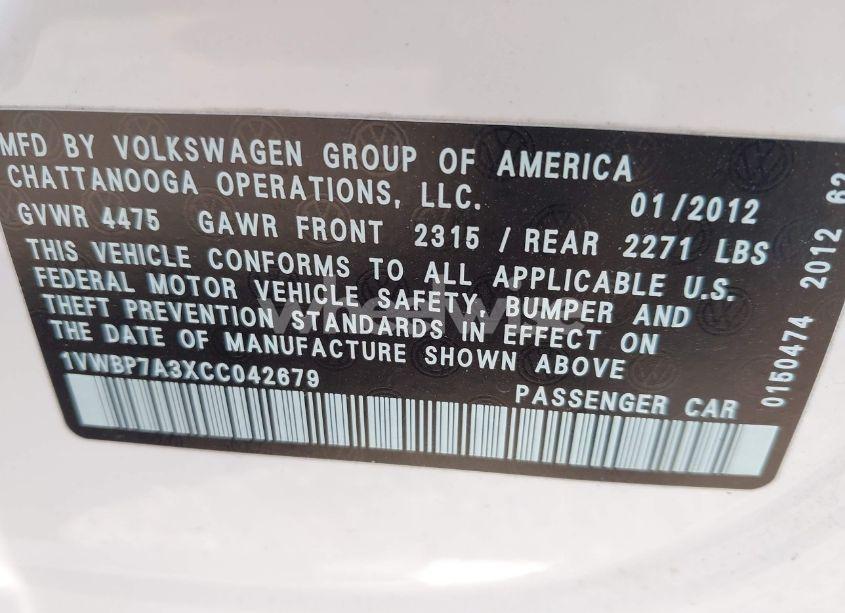 MFD BY VOLKSWAGEN GROUP OF AMERICA
CHATTANOOGA OPERATIONS, LLC. 01/2012
GVWR 4475 GAWR FRONT 2315 / REAR 2271 LBS
THIS VEHICLE CONFORMS TO ALL APPLICABLE U.S.
FEDERAL MOTOR VEHICLE SAFETY, BUMPER AND
THEFT PREVENTION STANDARDS IN EFFECT ON
THE DATE OF MANUFACTURE SHOWN ABOVE
1VWBP7A3XCC042679
PASSENGER CAR
0150474 2012 62